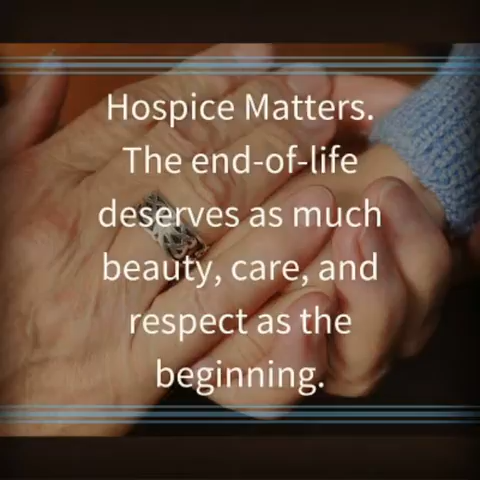 Hospice Matters.
The end-of-life
deserves as much
beauty, care, and
respect as the
beginning.